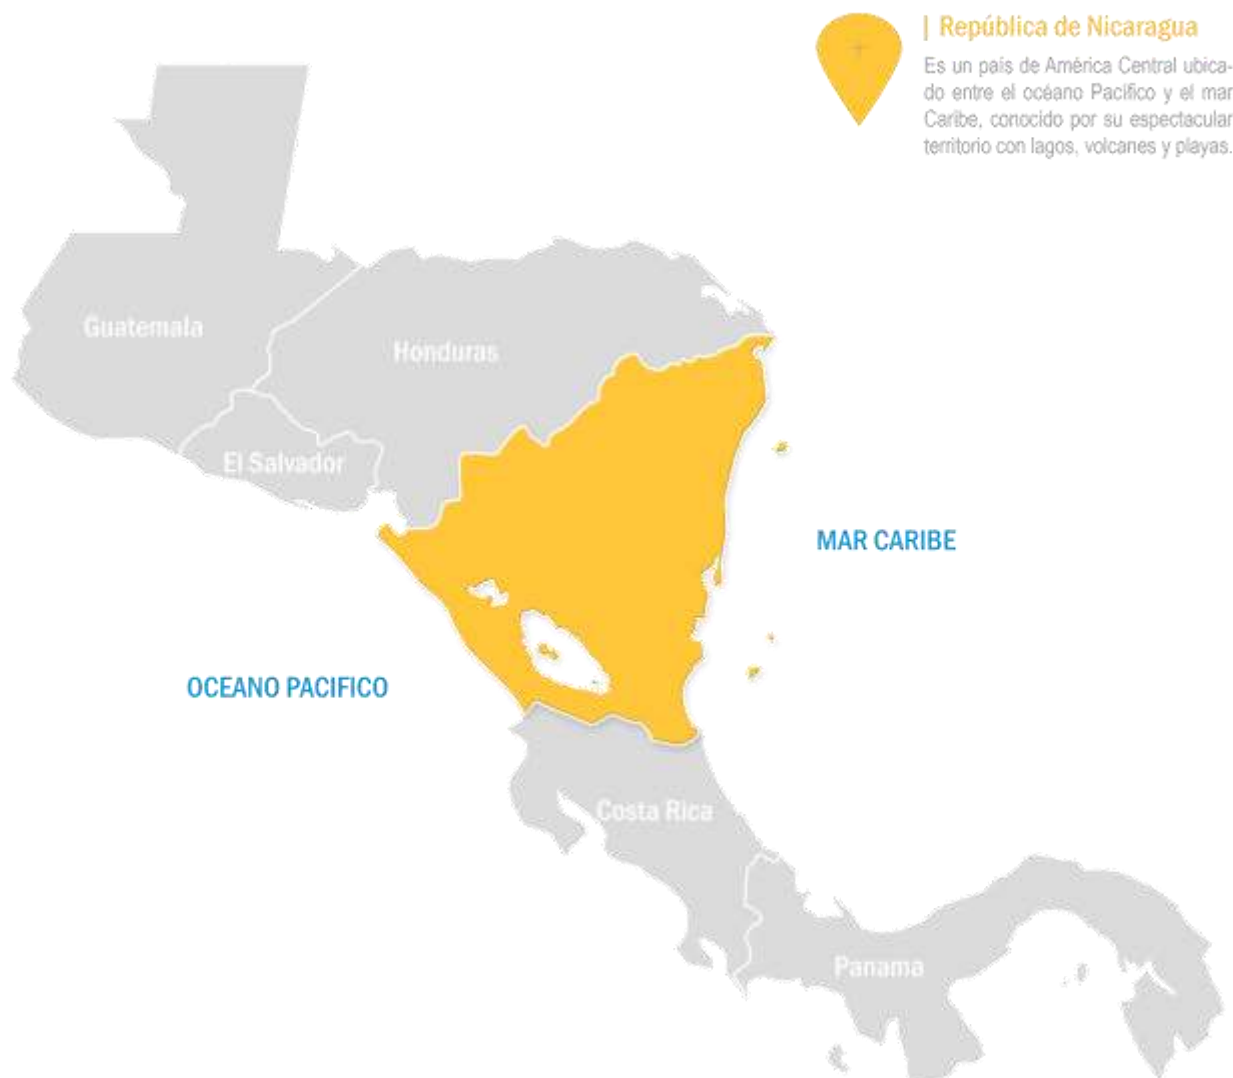 | República de Nicaragua
Es un país de América Central ubica-
do entre el océano Pacífico y el mar
Caribe, conocido por su espectacular
territorio con lagos, volcanes y playas.
Guatemala
Honduras
El Salvador
MAR CARIBE
OCEANO PACIFICO
Costa Rica
Panama